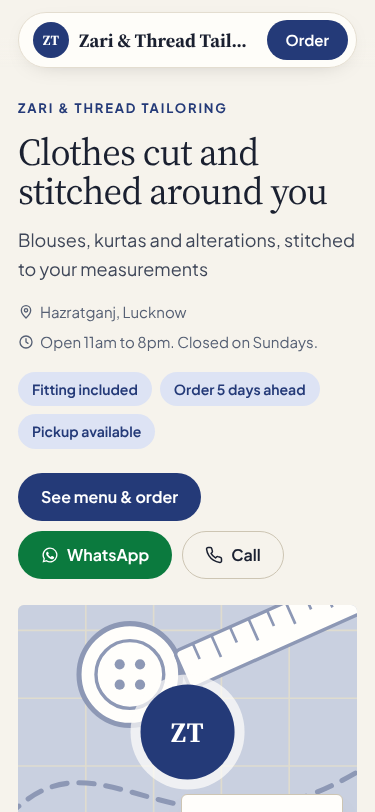 ZT
Zari & Thread Tail...
Order
ZARI & THREAD TAILORING
Clothes cut and
stitched around you
Blouses, kurtas and alterations, stitched
to your measurements
Hazratganj, Lucknow
Open 11am to 8pm. Closed on Sundays.
Fitting included
Order 5 days ahead
Pickup available
See menu & order
WhatsApp
Call
ZT